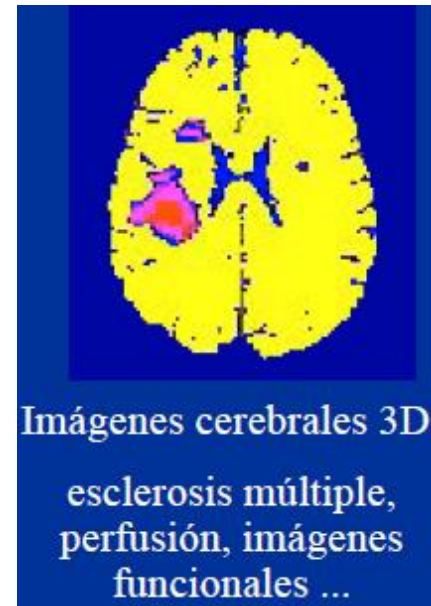 Imágenes cerebrales 3D
esclerosis múltiple,
perfusión, imágenes
funcionales ...